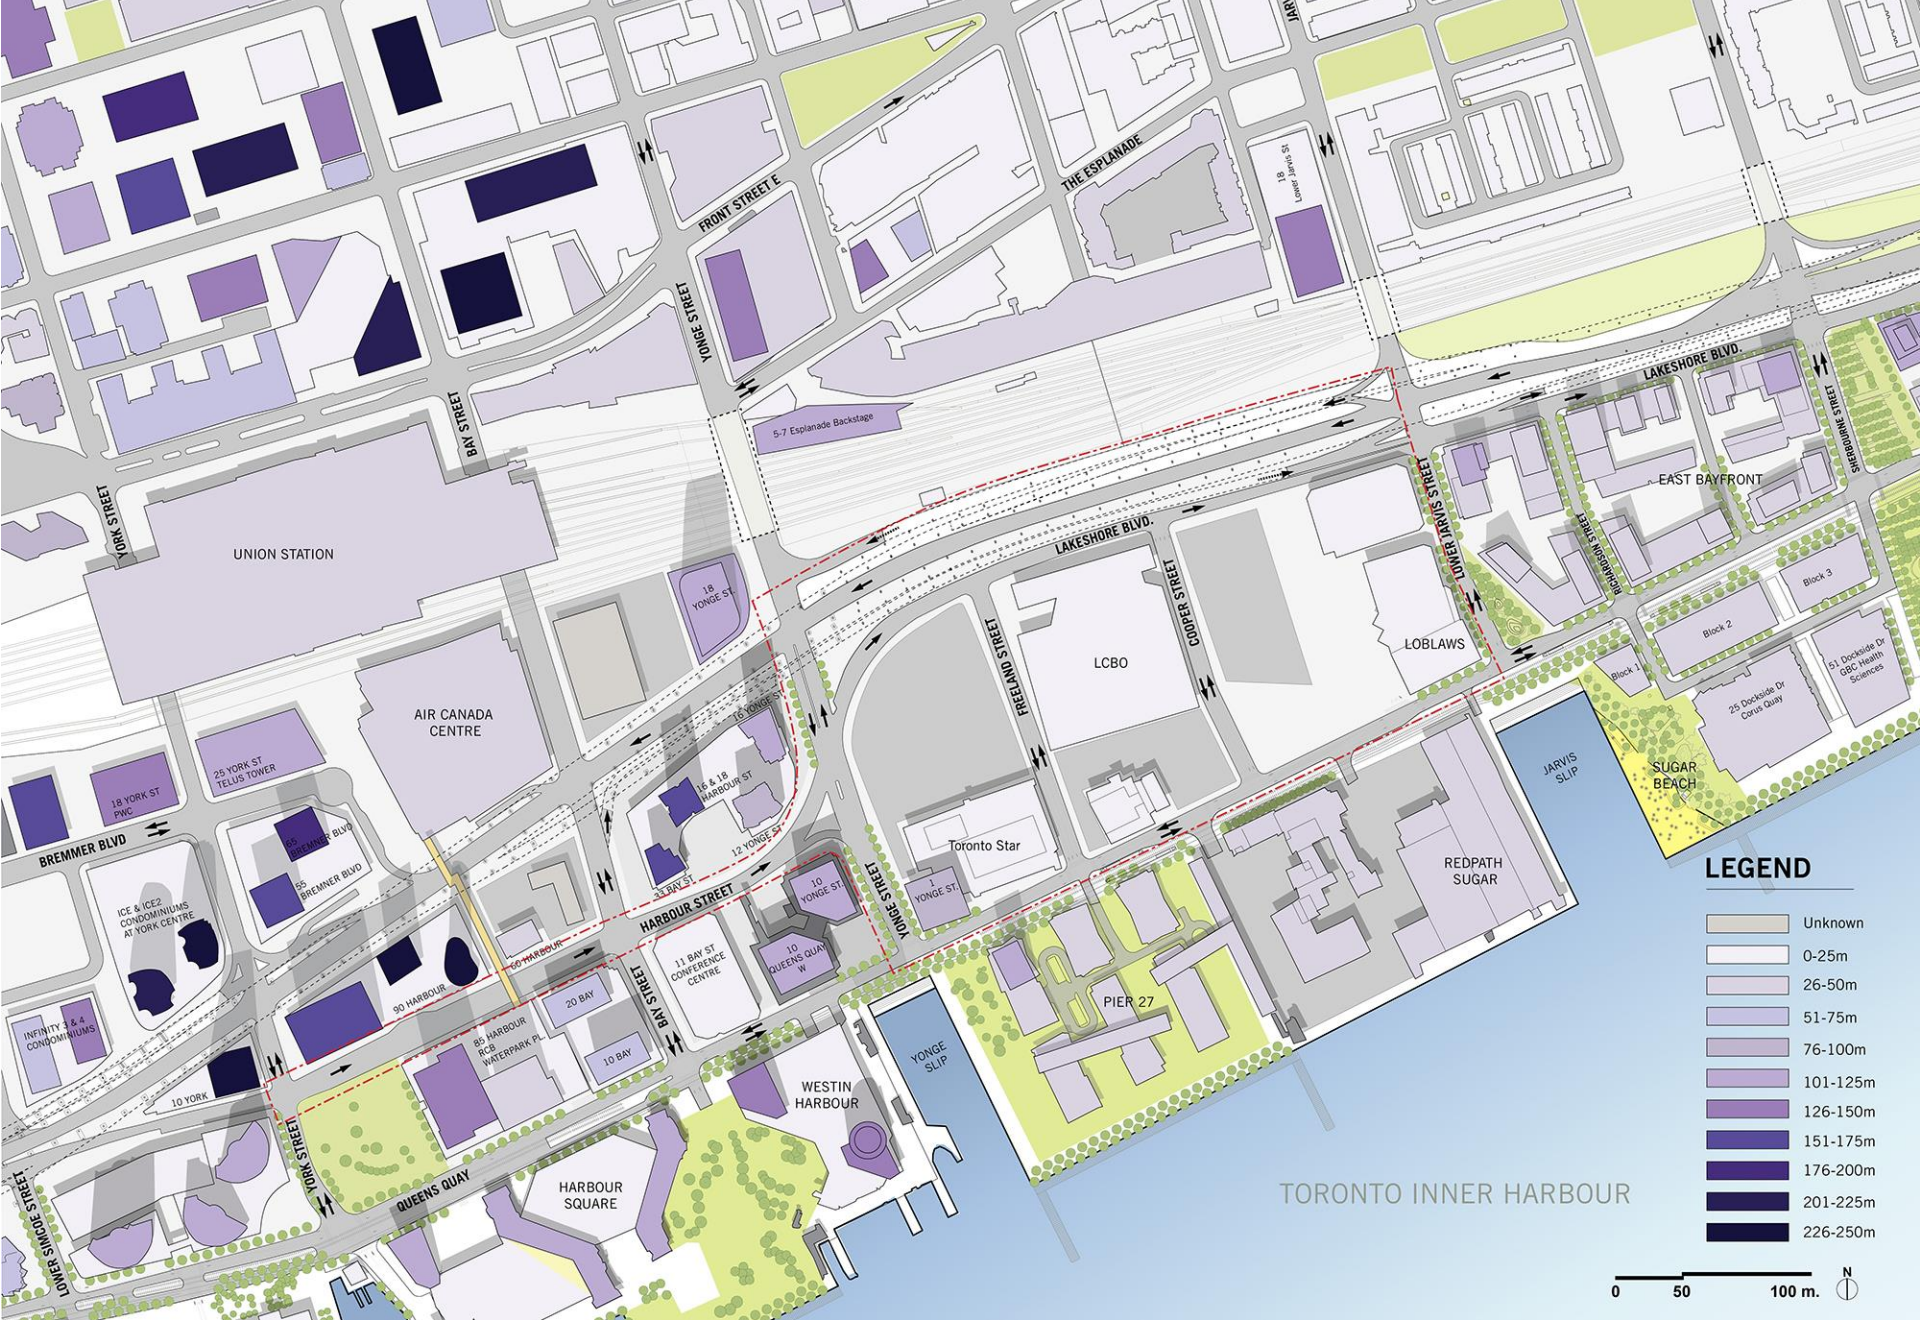 JAR
18
Lower Jarvis St
THE ESPLANADE
FRONT STREET E
P
YONGE STREET
LAKESHORE BLVD.
SHERBOURNE STREET
BAY STREET
5-7 Esplanade Backstage
EAST BAYFRONT
YORK STREET
UNION STATION
LOWER JARVIS STREET
LAKESHORE BLVD.
RICHARDSON STREET
Block 3
18
YONGE ST.
COOPER STREET
FREELAND STREET
LCBO
LOBLAWS
Block 2
Block 1
51 Dockside Dr
GBC Health
Sciences
25 Dockside Dr
Corus Quay
AIR CANADA
CENTRE
16 YONGE ST.
25 YORK ST
TELUS TOWER
16 & 18
HARBOUR ST
JARVIS
SLIP
SUGAR
BEACH
18 YORK ST
PWC
BREMMER BLVD
65
BREMNER BLVD
55
BREMNER BLVD
12 YONGE ST.
33 BAY ST
Toronto Star
REDPATH
SUGAR
HARBOUR STREET
10
YONGE ST.
1
YONGE ST.
YONGE STREET
ICE & ICE2
CONDOMINIUMS
AT YORK CENTRE
60 HARBOUR
11 BAY ST
CONFERENCE
CENTRE
10
QUEENS QUAY
W
90 HARBOUR
20 BAY
BAY STREET
PIER 27
INFINITY 3 & 4
CONDOMINIUMS
85 HARBOUR
RCB
WATERPARK PL.
10 BAY
YONGE
SLIP
10 YORK
WESTIN
HARBOUR
YORK STREET
QUEENS QUAY
HARBOUR
SQUARE
LOWER SIMCOE STREET
TORONTO INNER HARBOUR
LEGEND
Unknown
0-25m
26-50m
51-75m
76-100m
101-125m
126-150m
151-175m
176-200m
201-225m
226-250m
N
0 50 100 m.